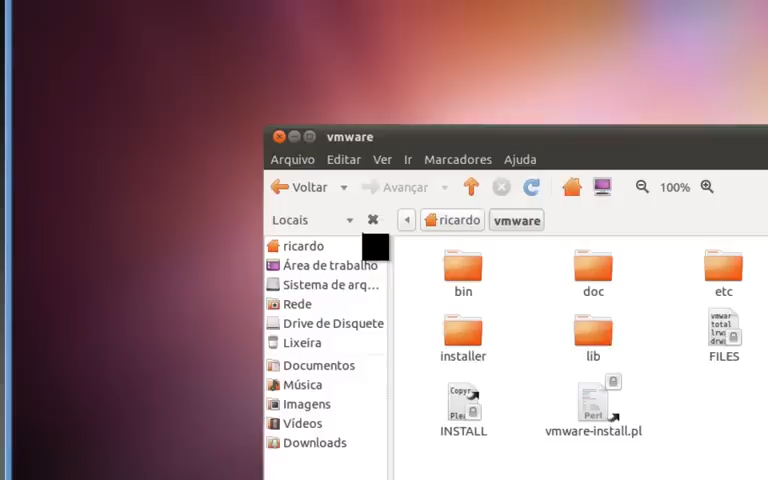 vmware
Arquivo Editar Ver Ir Marcadores Ajuda
Voltar Avançar 100%
Locais ricardo vmware
ricardo
Área de trabalho
Sistema de arq...
Rede
Drive de Disquete
Lixeira
Documentos
Música
Imagens
Vídeos
Downloads
bin doc etc
installer lib FILES
INSTALL vmware-install.pl